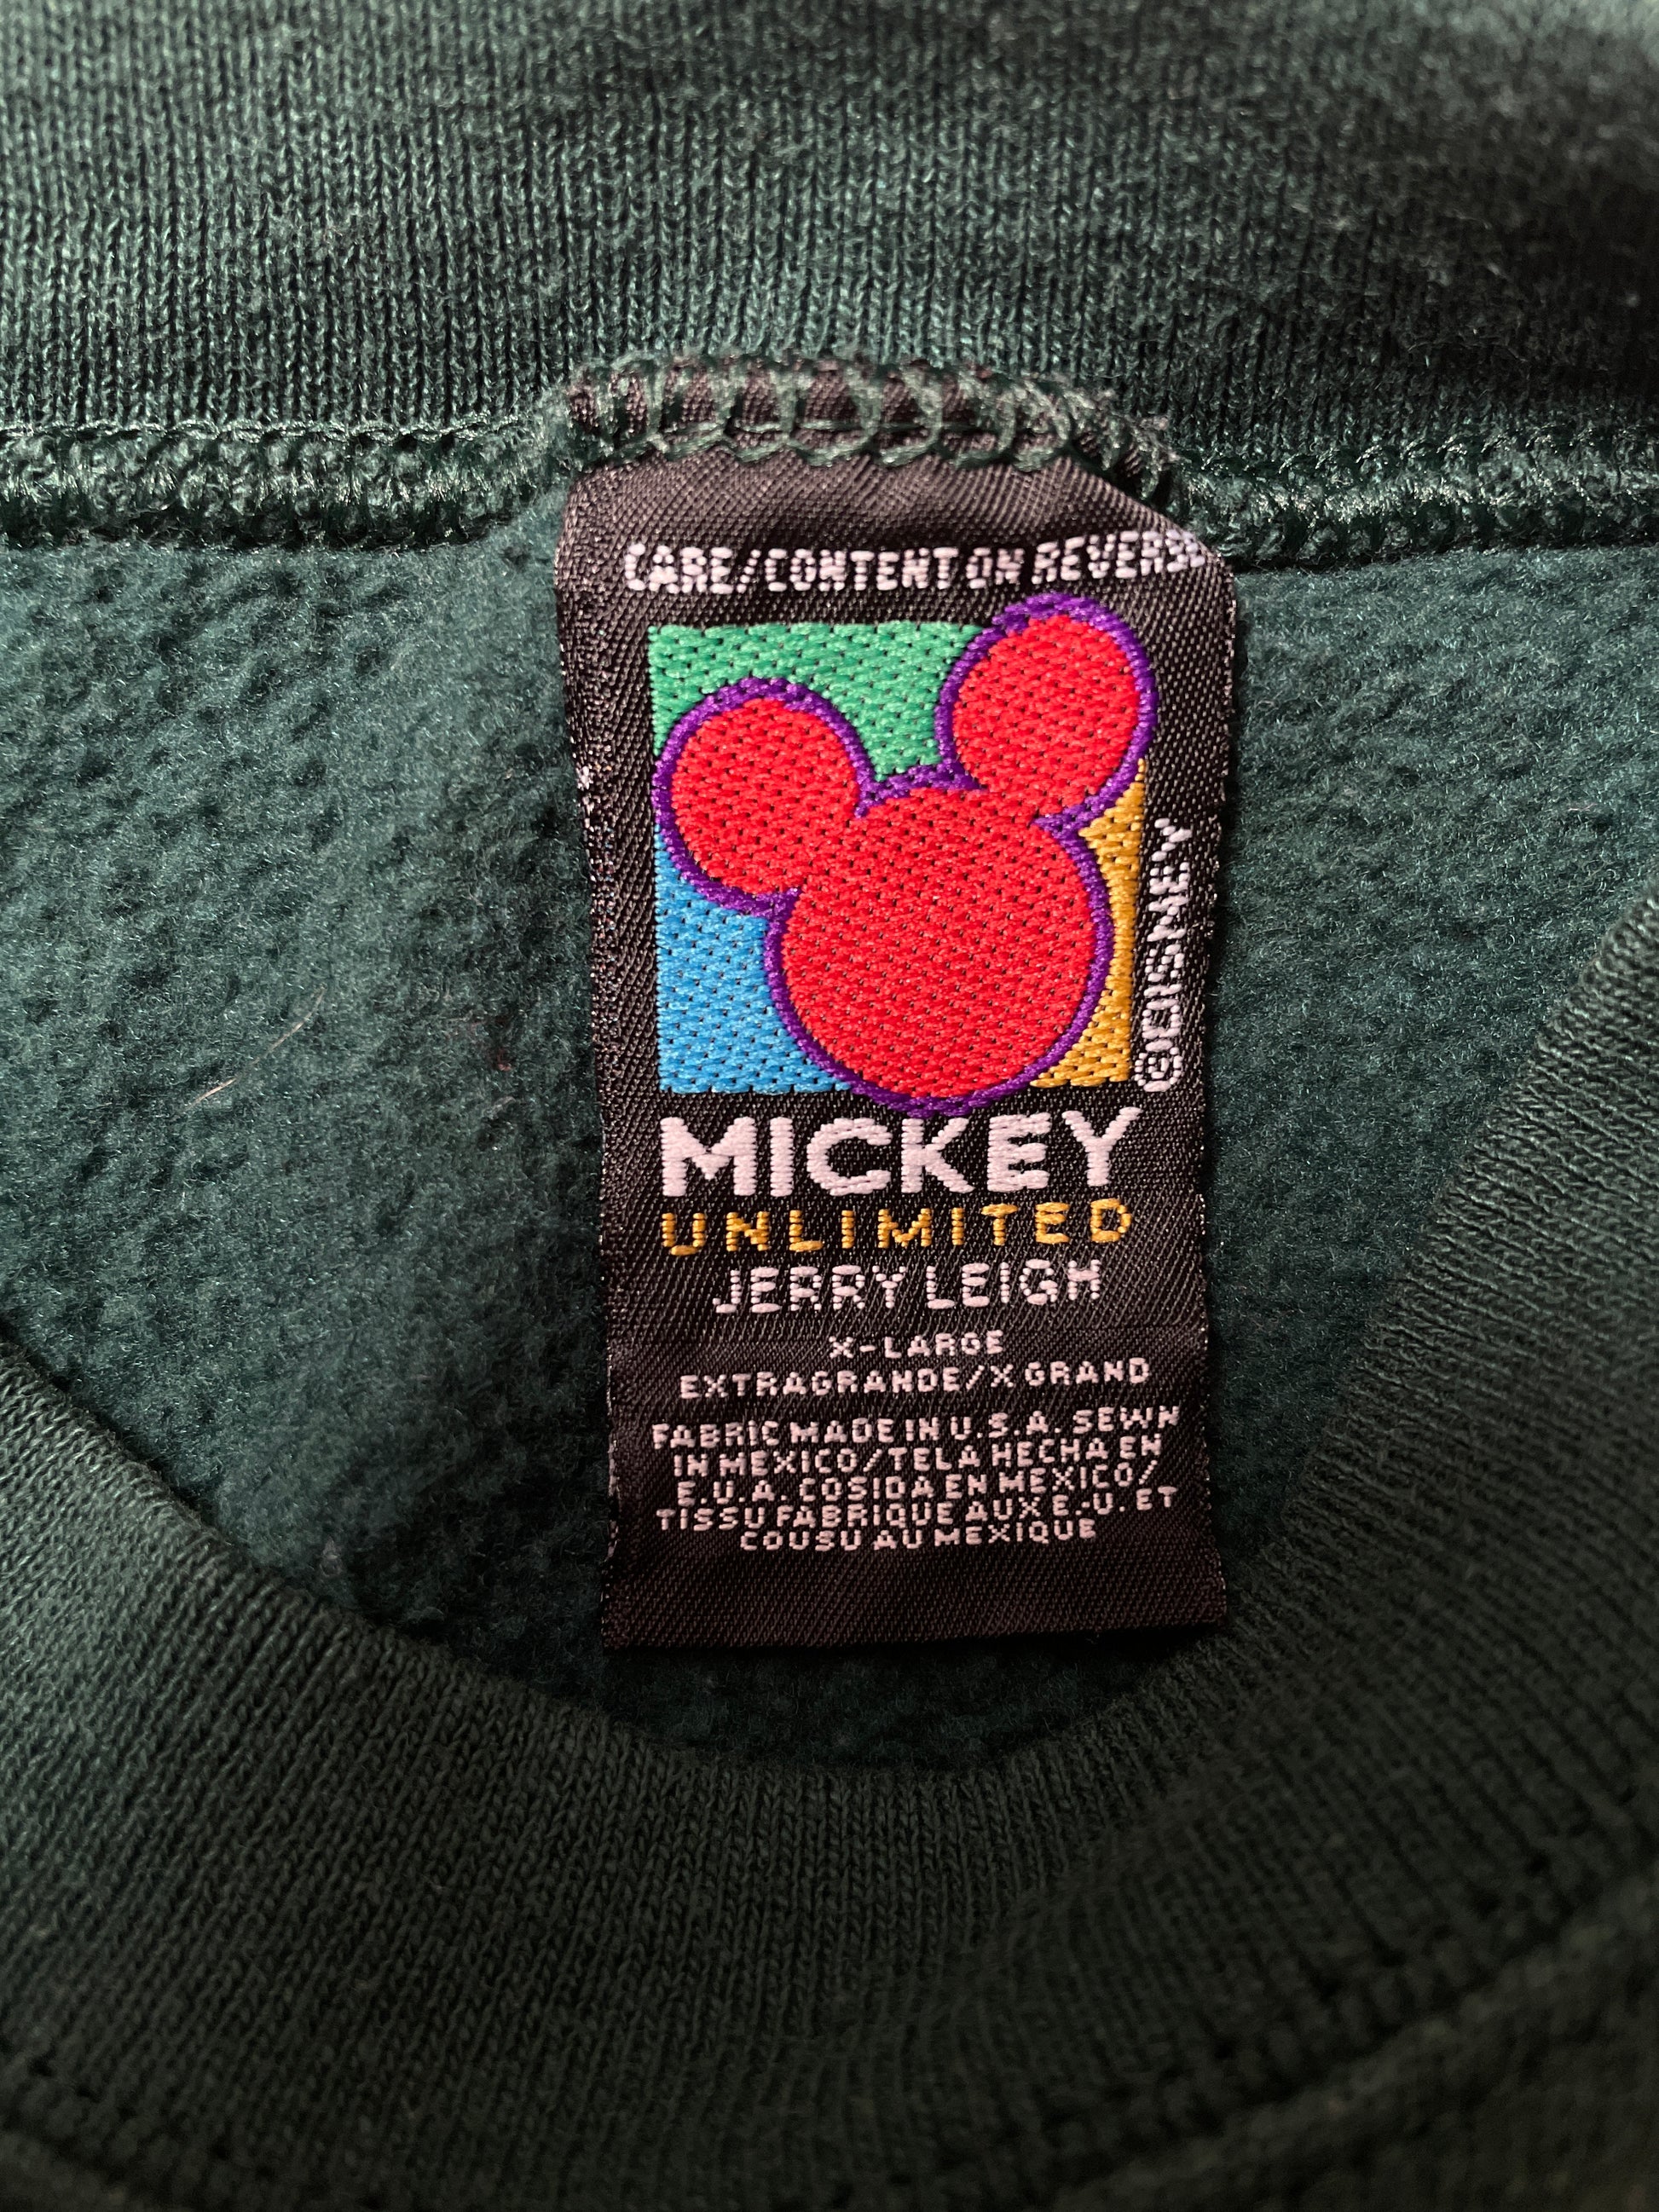 CARE/CONTENT ON REVERSE
©DISNEY
MICKEY
UNLIMITED
JERRY LEIGH
X-LARGE
EXTRAGRANDE/X GRAND
FABRIC MADE IN U.S.A. SEWN
IN MEXICO/TELA HECHA EN
E.U.A. COSIDA EN MEXICO/
TISSU FABRIQUE AUX E.-U. ET
COUSU AU MEXIQUE